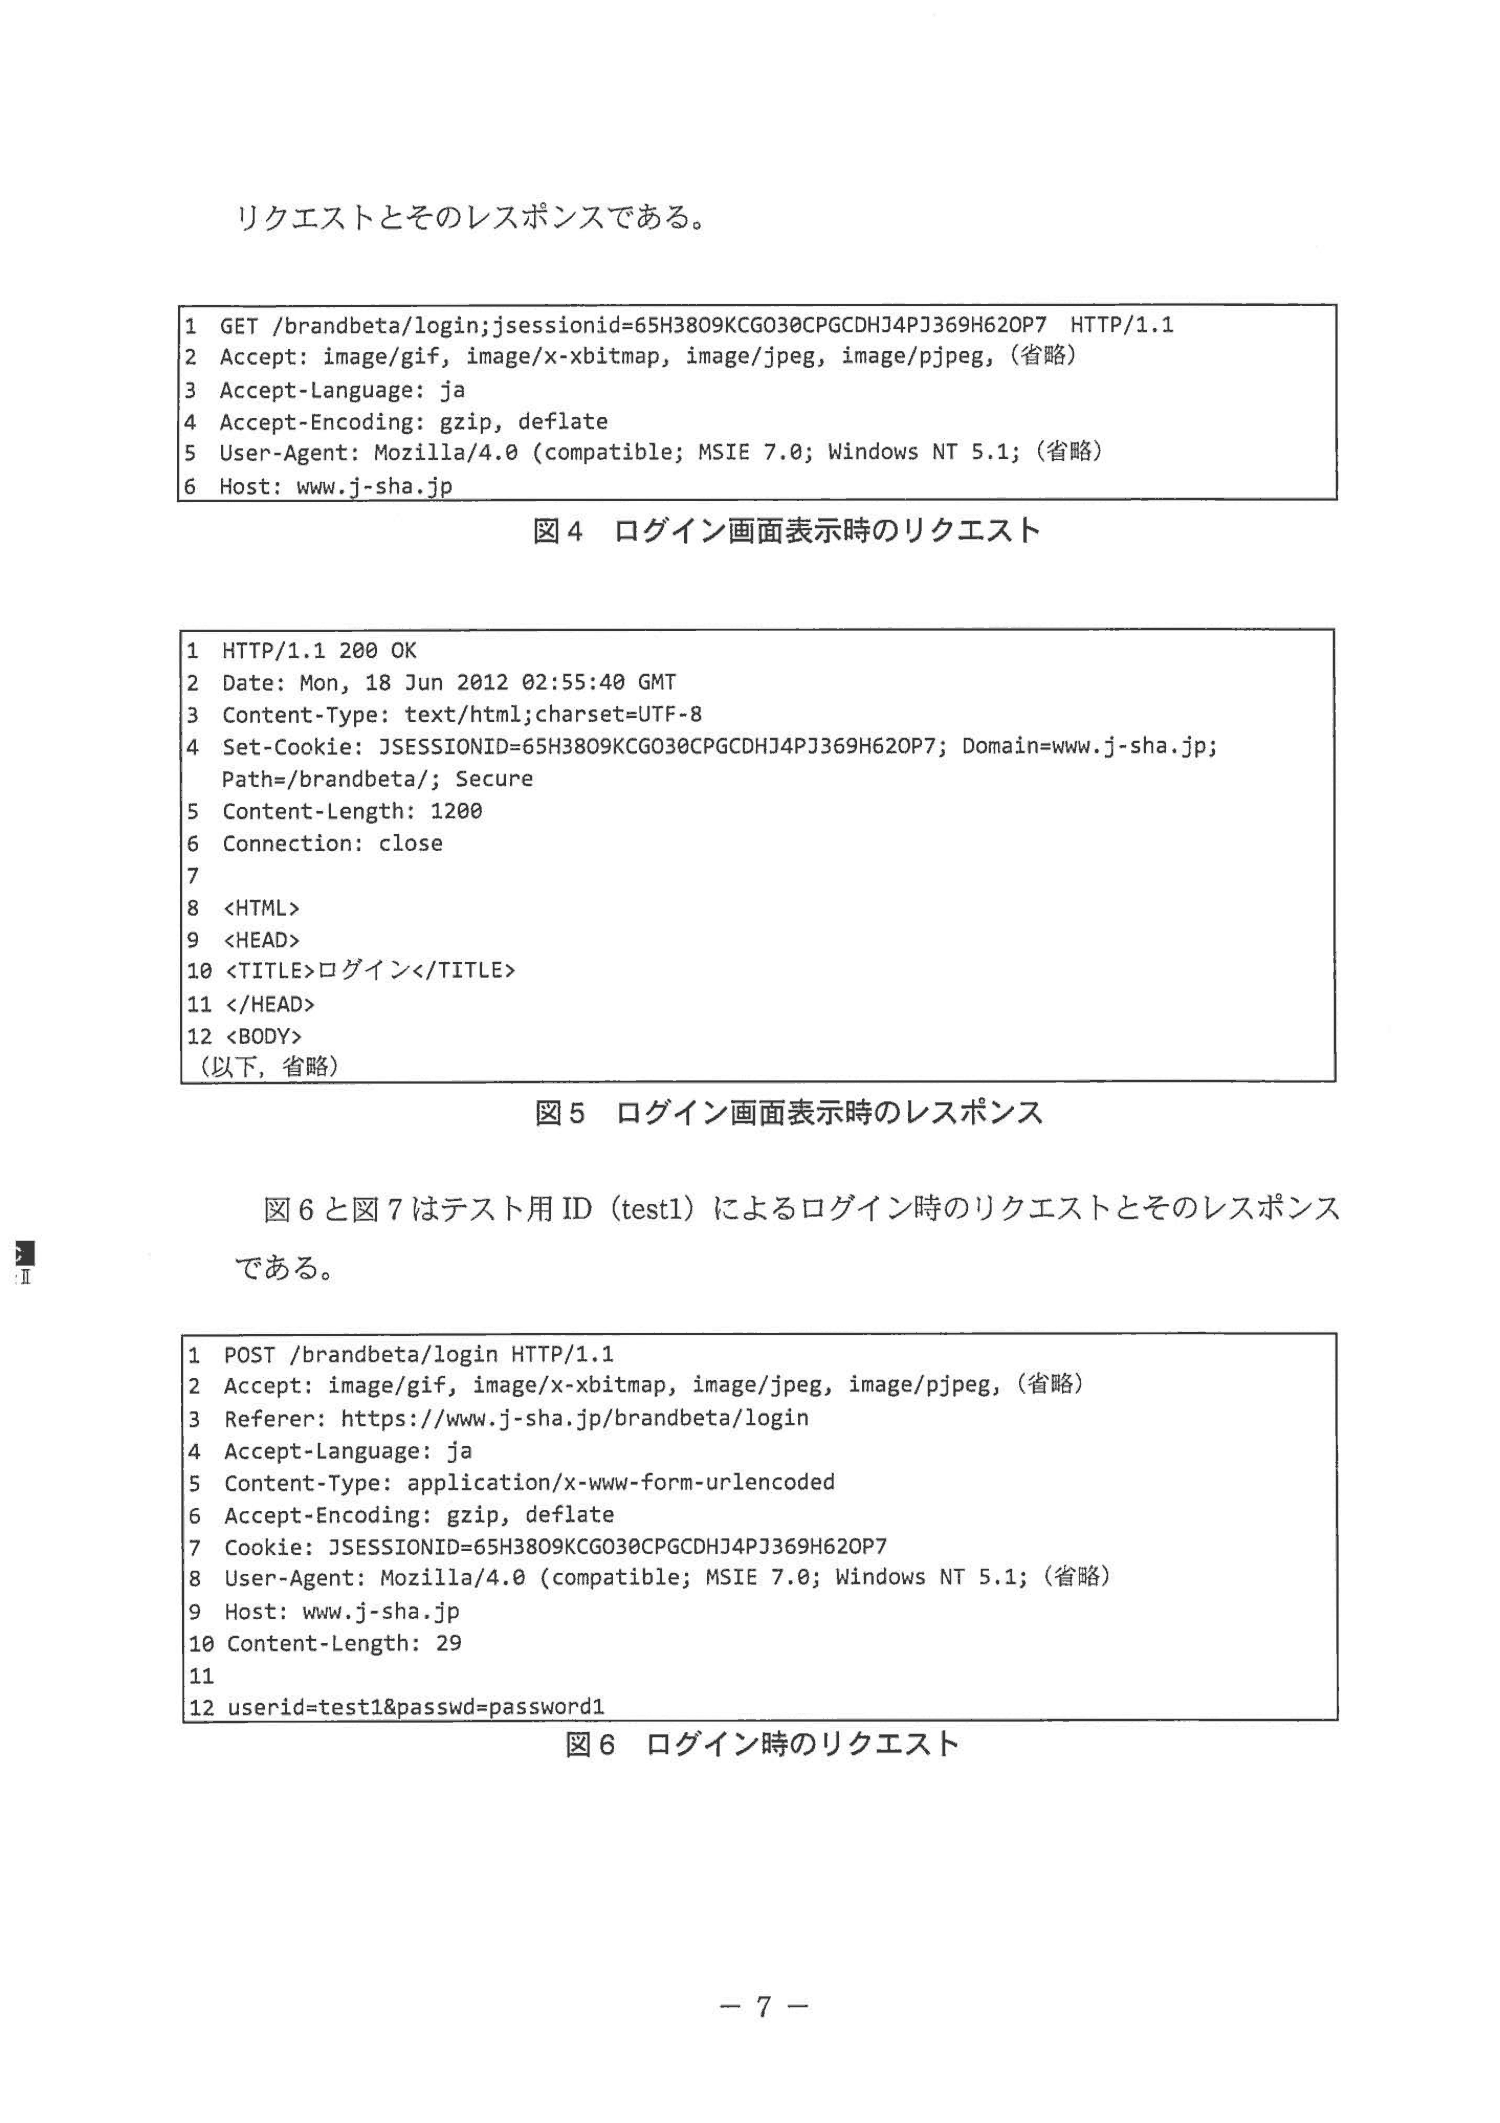 リクエストとそのレスポンスである。
1 GET /brandbeta/login;jsessionid=65H38O9KCGO30CPGCDHJ4PJ369H62OP7 HTTP/1.1
2 Accept: image/gif, image/x-xbitmap, image/jpeg, image/pjpeg,（省略）
3 Accept-Language: ja
4 Accept-Encoding: gzip, deflate
5 User-Agent: Mozilla/4.0 (compatible; MSIE 7.0; Windows NT 5.1;（省略）
6 Host: www.j-sha.jp
図4 ログイン画面表示時のリクエスト
1 HTTP/1.1 200 OK
2 Date: Mon, 18 Jun 2012 02:55:40 GMT
3 Content-Type: text/html;charset=UTF-8
4 Set-Cookie: JSESSIONID=65H38O9KCGO30CPGCDHJ4PJ369H62OP7; Domain=www.j-sha.jp;
Path=/brandbeta/; Secure
5 Content-Length: 1200
6 Connection: close
7
8 <HTML>
9 <HEAD>
10 <TITLE>ログイン</TITLE>
11 </HEAD>
12 <BODY>
（以下，省略）
図5 ログイン画面表示時のレスポンス
図6と図7はテスト用ID（test1）によるログイン時のリクエストとそのレスポンス
である。
Ⅱ
1 POST /brandbeta/login HTTP/1.1
2 Accept: image/gif, image/x-xbitmap, image/jpeg, image/pjpeg,（省略）
3 Referer: https://www.j-sha.jp/brandbeta/login
4 Accept-Language: ja
5 Content-Type: application/x-www-form-urlencoded
6 Accept-Encoding: gzip, deflate
7 Cookie: JSESSIONID=65H38O9KCGO30CPGCDHJ4PJ369H62OP7
8 User-Agent: Mozilla/4.0 (compatible; MSIE 7.0; Windows NT 5.1;（省略）
9 Host: www.j-sha.jp
10 Content-Length: 29
11
12 userid=test1&passwd=password1
図6 ログイン時のリクエスト
－ 7 －